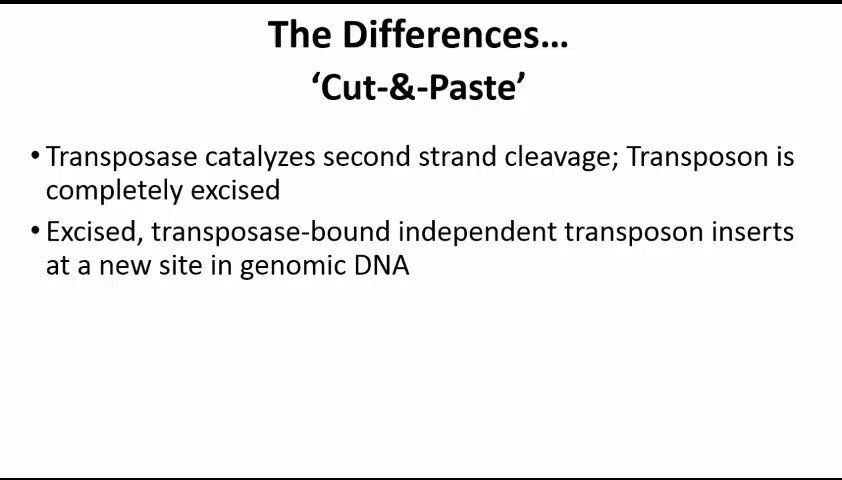 The Differences…
‘Cut-&-Paste’
• Transposase catalyzes second strand cleavage; Transposon is
completely excised
• Excised, transposase-bound independent transposon inserts
at a new site in genomic DNA